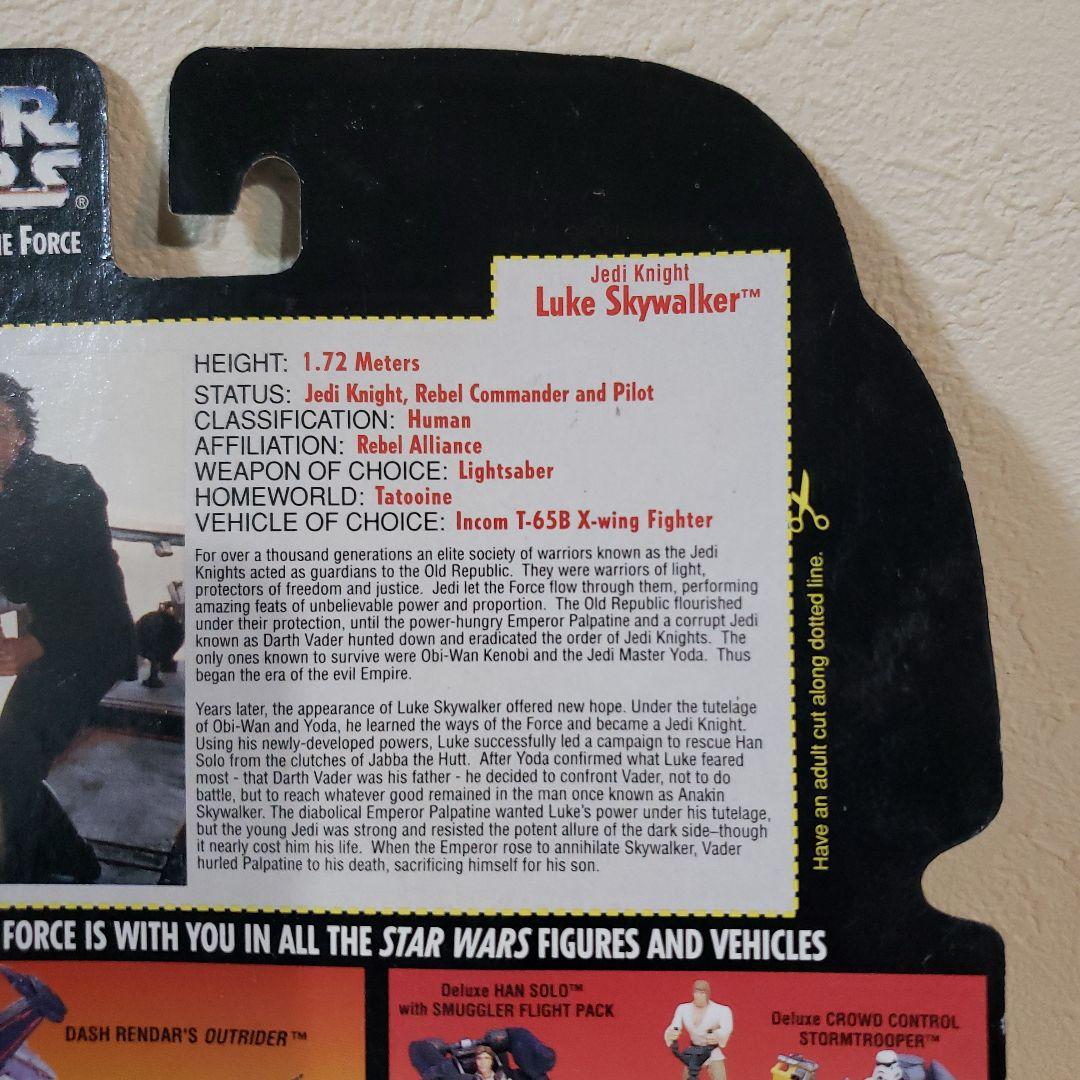 R
®
E FORCE
Jedi Knight
Luke Skywalker™
HEIGHT: 1.72 Meters
STATUS: Jedi Knight, Rebel Commander and Pilot
CLASSIFICATION: Human
AFFILIATION: Rebel Alliance
WEAPON OF CHOICE: Lightsaber
HOMEWORLD: Tatooine
VEHICLE OF CHOICE: Incom T-65B X-wing Fighter
For over a thousand generations an elite society of warriors known as the Jedi
Knights acted as guardians to the Old Republic. They were warriors of light,
protectors of freedom and justice. Jedi let the Force flow through them, performing
amazing feats of unbelievable power and proportion. The Old Republic flourished
under their protection, until the power-hungry Emperor Palpatine and a corrupt Jedi
known as Darth Vader hunted down and eradicated the order of Jedi Knights. The
only ones known to survive were Obi-Wan Kenobi and the Jedi Master Yoda. Thus
began the era of the evil Empire.
Years later, the appearance of Luke Skywalker offered new hope. Under the tutelage
of Obi-Wan and Yoda, he learned the ways of the Force and became a Jedi Knight.
Using his newly-developed powers, Luke successfully led a campaign to rescue Han
Solo from the clutches of Jabba the Hutt. After Yoda confirmed what Luke feared
most - that Darth Vader was his father - he decided to confront Vader, not to do
battle, but to reach whatever good remained in the man once known as Anakin
Skywalker. The diabolical Emperor Palpatine wanted Luke's power under his tutelage,
but the young Jedi was strong and resisted the potent allure of the dark side–though
it nearly cost him his life. When the Emperor rose to annihilate Skywalker, Vader
hurled Palpatine to his death, sacrificing himself for his son.
Have an adult cut along dotted line.
FORCE IS WITH YOU IN ALL THE STAR WARS FIGURES AND VEHICLES
DASH RENDAR'S OUTRIDER™
Deluxe HAN SOLO™
with SMUGGLER FLIGHT PACK
Deluxe CROWD CONTROL
STORMTROOPER™